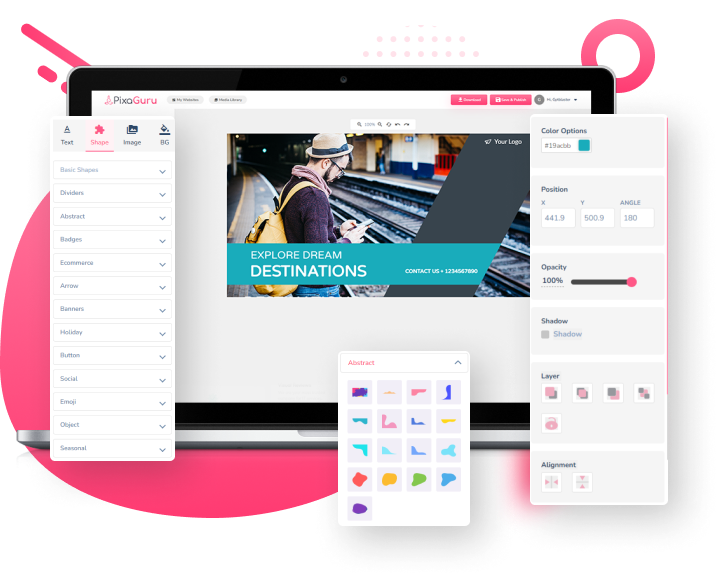 PixaGuru
My Websites
Media Library
Download
Save & Publish
G
Text
Shape
Image
BG
Basic Shapes
Dividers
Abstract
Badges
Ecommerce
Arrow
Banners
Holiday
Button
Social
Emoji
Object
Seasonal
100%
Your Logo
EXPLORE DREAM
DESTINATIONS
CONTACT US + 1234567890
Abstract
Color Options
#19acbb
Position
X
Y
ANGLE
441.9
500.9
180
Opacity
100%
Shadow
Shadow
Layer
Alignment